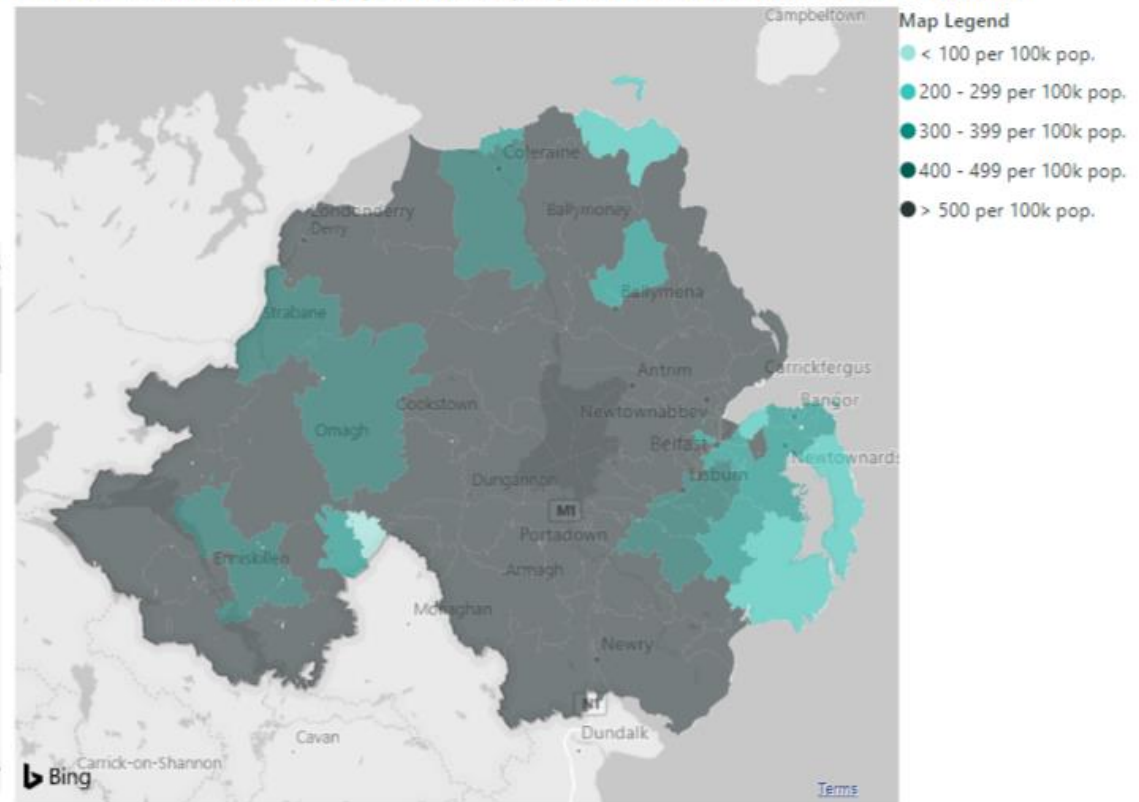 Campbeltown
Map Legend
< 100 per 100k pop.
200 - 299 per 100k pop.
300 - 399 per 100k pop.
400 - 499 per 100k pop.
> 500 per 100k pop.
Coleraine
Londonderry
Derry
Ballymoney
Ballymena
Strabane
Antrim
Carrickfergus
Cookstown
Newtownabbey
Bangor
Omagh
Belfast
Newtownards
Lisburn
Dungannon
M1
Portadown
Enniskillen
Armagh
Monaghan
Newry
N1
Dundalk
Cavan
Carrick-on-Shannon
Bing
Terms